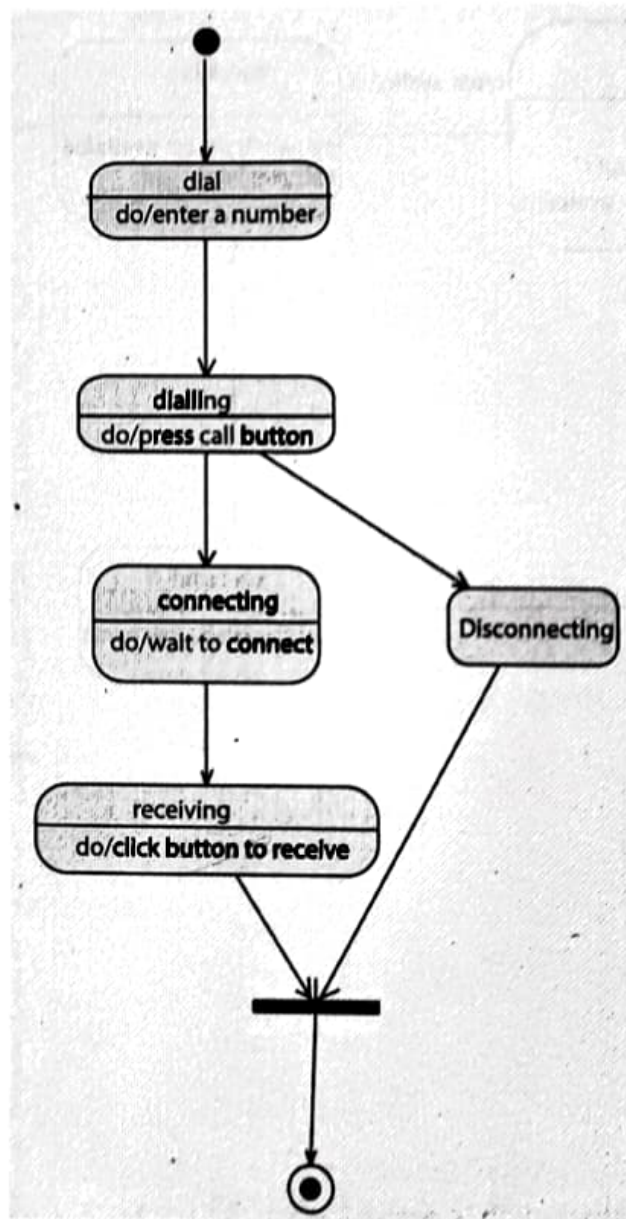 dial
do/enter a number
dialling
do/press call button
connecting
do/wait to connect
Disconnecting
receiving
do/click button to receive